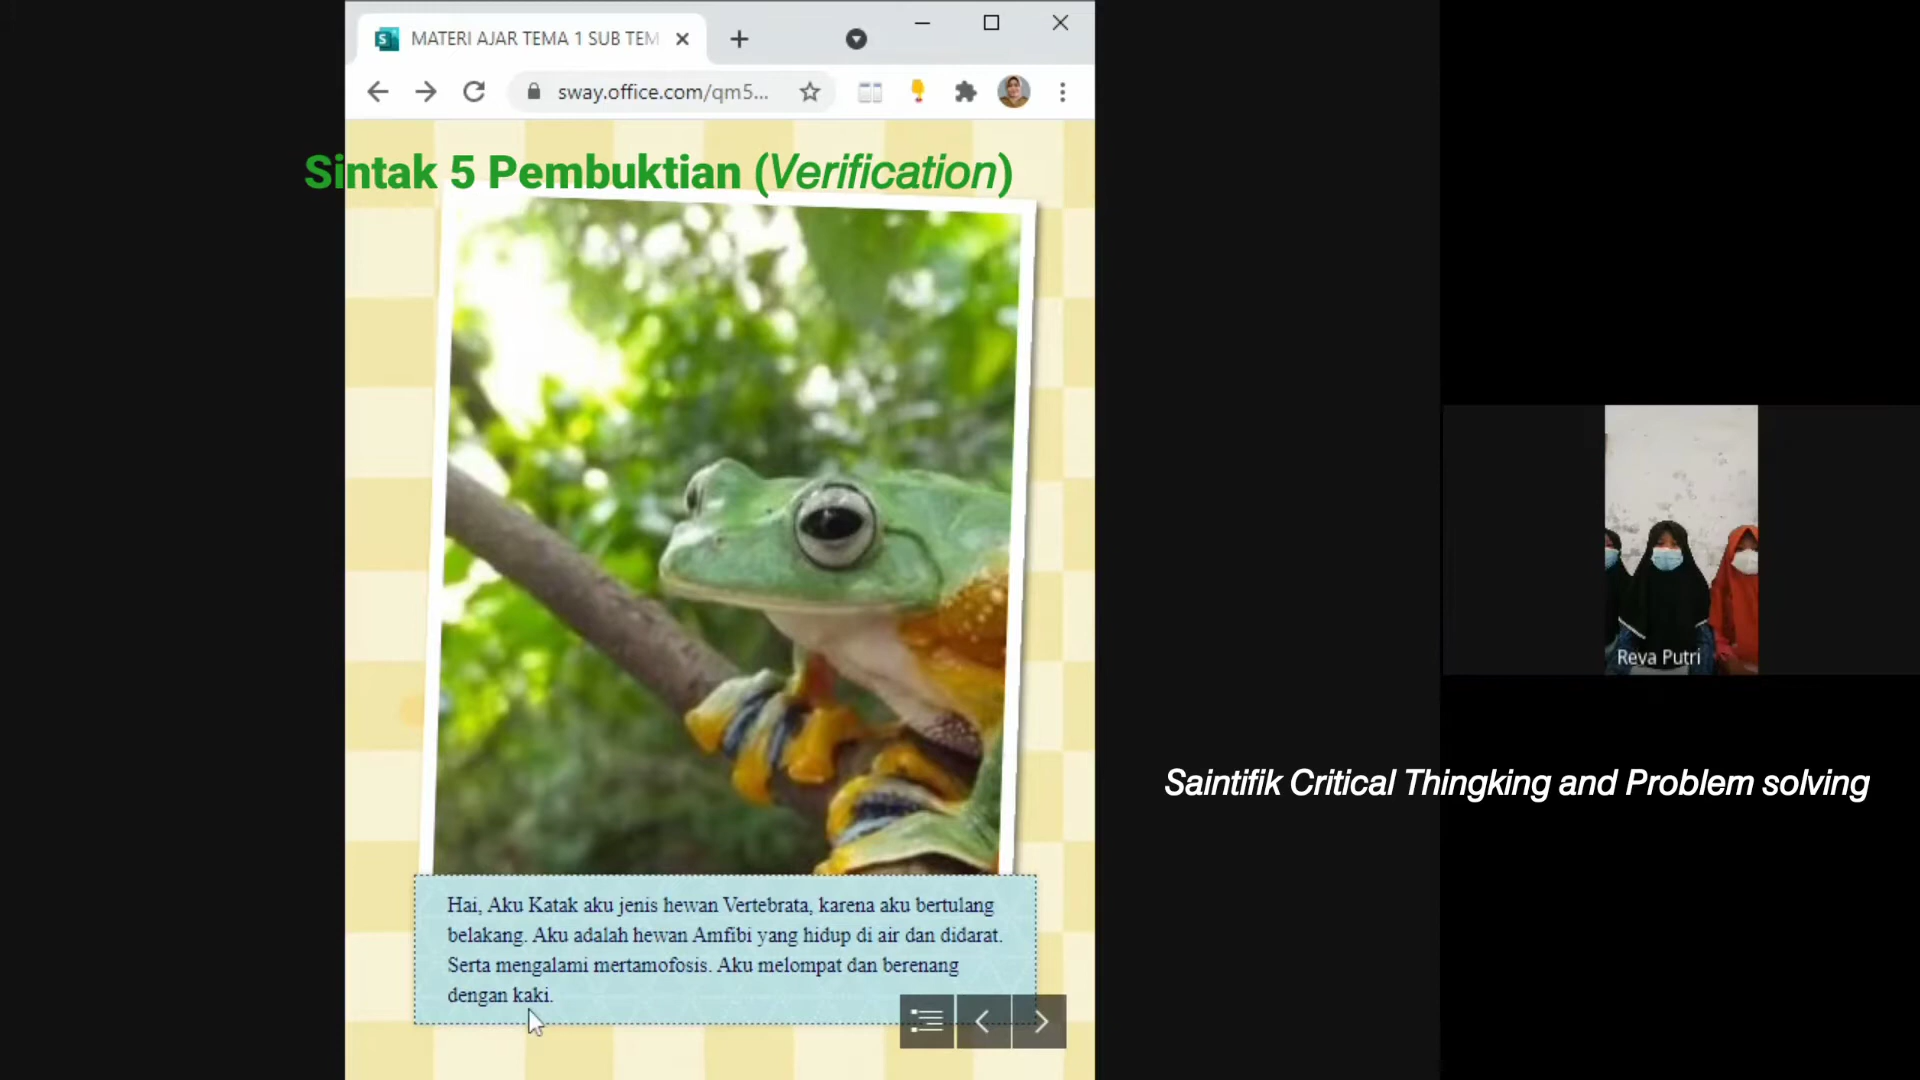 MATERI AJAR TEMA 1 SUB TEM
sway.office.com/qm5...
Sintak 5 Pembuktian (Verification)
Hai, Aku Katak aku jenis hewan Vertebrata, karena aku bertulang
belakang. Aku adalah hewan Amfibi yang hidup di air dan didarat.
Serta mengalami mertamofosis. Aku melompat dan berenang
dengan kaki.
Reva Putri
Saintifik Critical Thingking and Problem solving